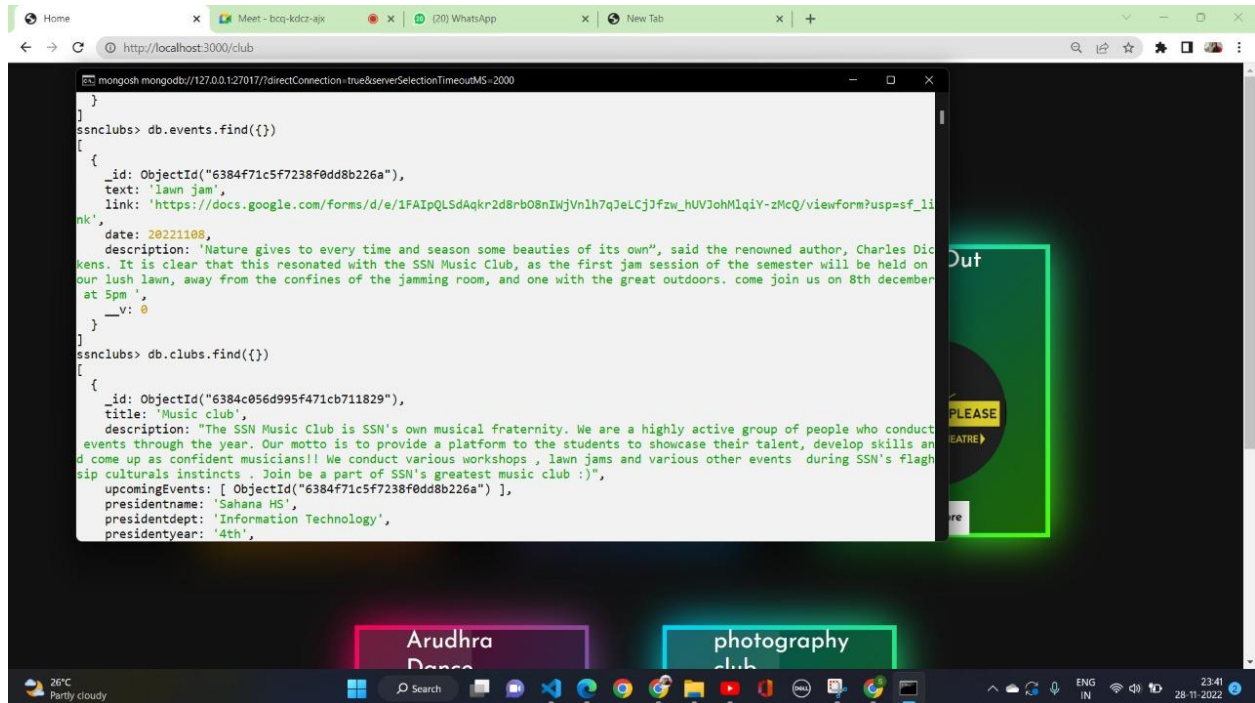 Home
Meet - bcq-kdcz-ajx
(20) WhatsApp
New Tab
http://localhost:3000/club
mongosh mongodb://127.0.0.1:27017/?directConnection=true&serverSelectionTimeoutMS=2000
}
]
ssnclubs> db.events.find({})
[
{
_id: ObjectId("6384f71c5f7238f0dd8b226a"),
text: 'lawn jam',
link: 'https://docs.google.com/forms/d/e/1FAIpQLSdAqkr2d8rbO8nIWjVnlh7qJeLCjJfzw_hUVJohMlqiY-zMcQ/viewform?usp=sf_li
nk',
date: 20221108,
description: 'Nature gives to every time and season some beauties of its own”, said the renowned author, Charles Dic
kens. It is clear that this resonated with the SSN Music Club, as the first jam session of the semester will be held on
our lush lawn, away from the confines of the jamming room, and one with the great outdoors. come join us on 8th december
at 5pm ',
__v: 0
}
]
ssnclubs> db.clubs.find({})
[
{
_id: ObjectId("6384c056d995f471cb711829"),
title: 'Music club',
description: "The SSN Music Club is SSN's own musical fraternity. We are a highly active group of people who conduct
events through the year. Our motto is to provide a platform to the students to showcase their talent, develop skills an
d come up as confident musicians!! We conduct various workshops , lawn jams and various other events  during SSN's flagh
sip culturals instincts . Join be a part of SSN's greatest music club :)",
upcomingEvents: [ ObjectId("6384f71c5f7238f0dd8b226a") ],
presidentname: 'Sahana HS',
presidentdept: 'Information Technology',
presidentyear: '4th',
Out
PLEASE
EATRE
re
Arudhra
Dance
photography
club
26°C
Partly cloudy
Search
DELL
ENG
IN
23:41
28-11-2022
2